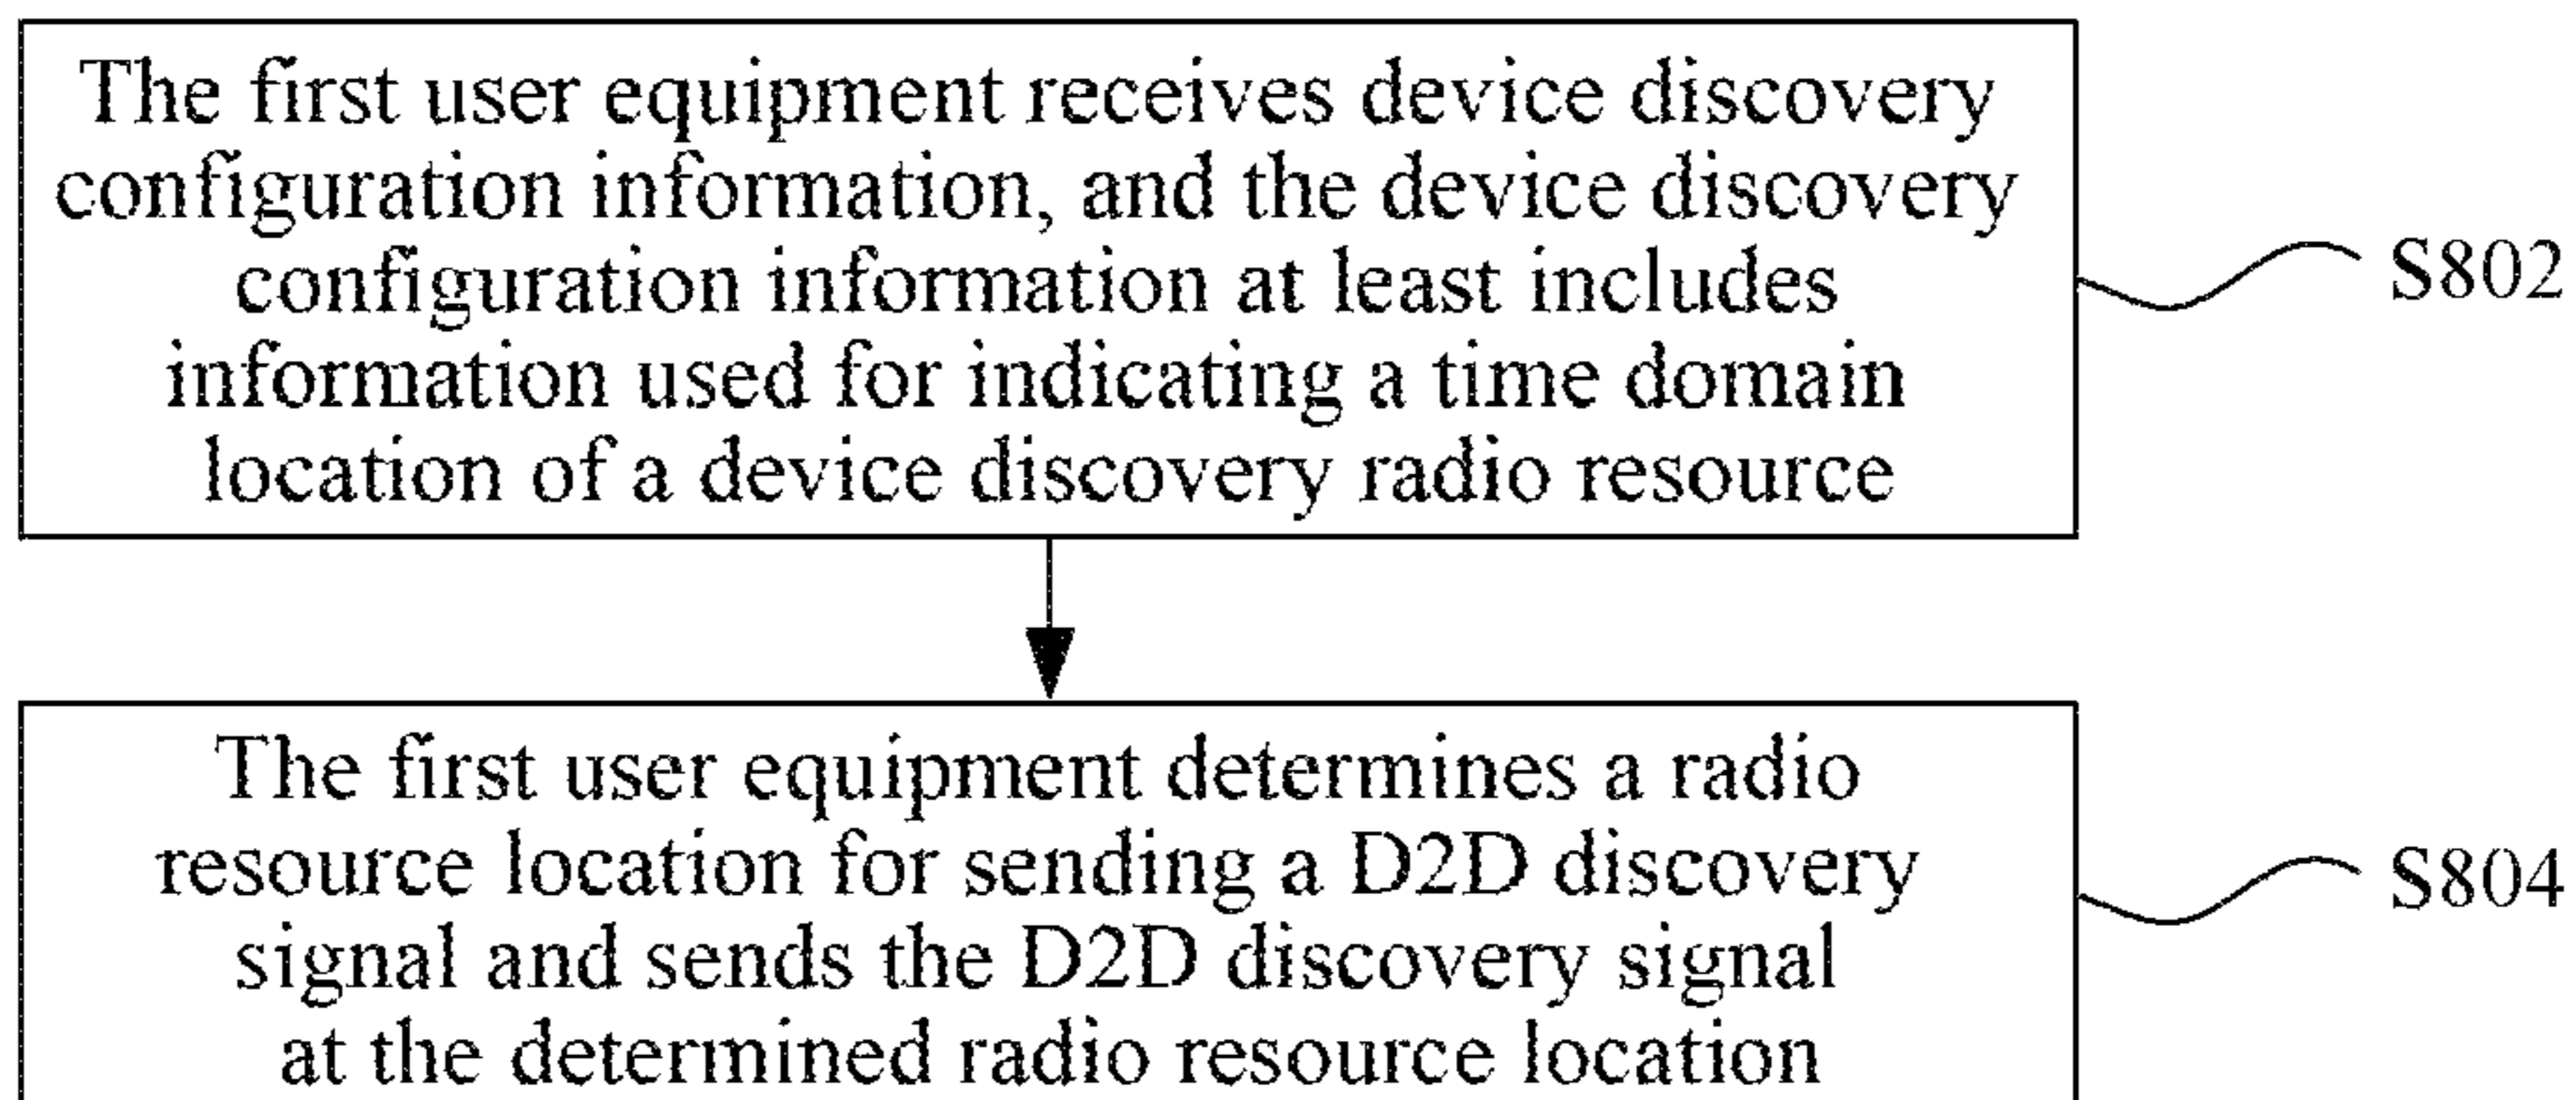 The first user equipment receives device discovery
configuration information, and the device discovery
configuration information at least includes
information used for indicating a time domain
location of a device discovery radio resource
S802
The first user equipment determines a radio
resource location for sending a D2D discovery
signal and sends the D2D discovery signal
at the determined radio resource location
S804